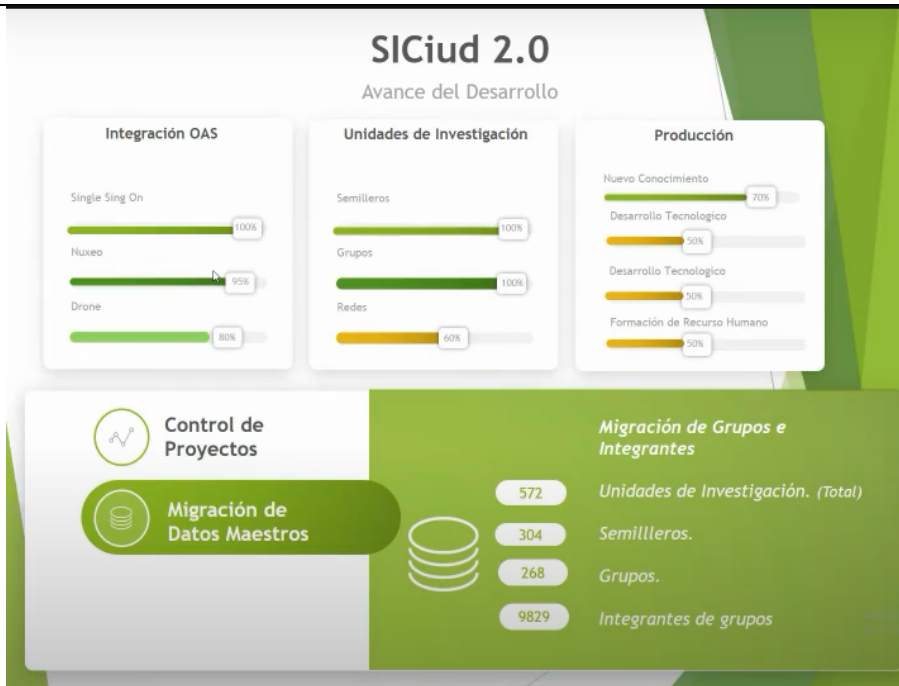 SICiud 2.0
Avance del Desarrollo
Integración OAS
Single Sing On
100%
Nuxeo
95%
Drone
80%
Unidades de Investigación
Semilleros
100%
Grupos
100%
Redes
60%
Producción
Nuevo Conocimiento
70%
Desarrollo Tecnologico
50%
Desarrollo Tecnologico
50%
Formación de Recurso Humano
50%
Control de
Proyectos
Migración de
Datos Maestros
Migración de Grupos e
Integrantes
572 Unidades de Investigación. (Total)
304 Semillleros.
268 Grupos.
9829 Integrantes de grupos